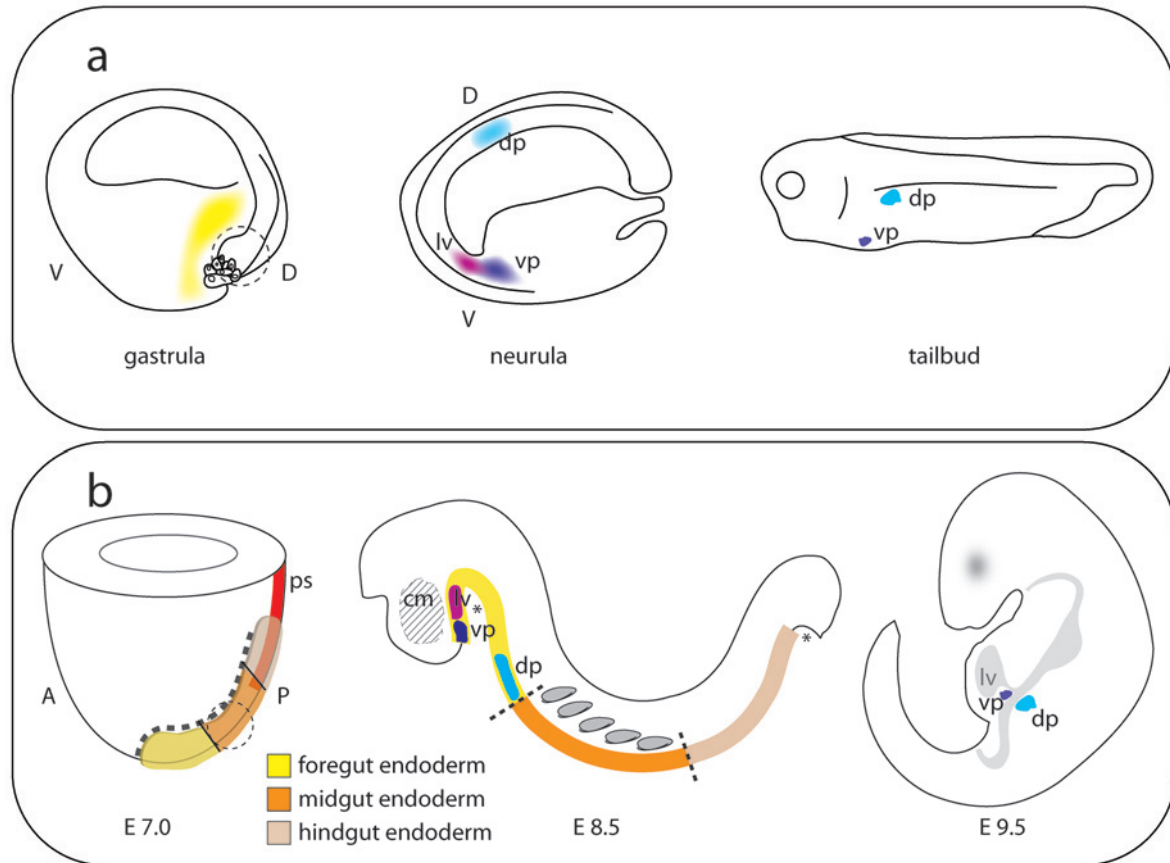 a
D
dp
lv
vp
V
D
V
dp
vp
gastrula
neurula
tailbud
b
ps
cm
lv
*
vp
*
A
P
dp
lv
vp
dp
foregut endoderm
midgut endoderm
hindgut endoderm
E 7.0
E 8.5
E 9.5